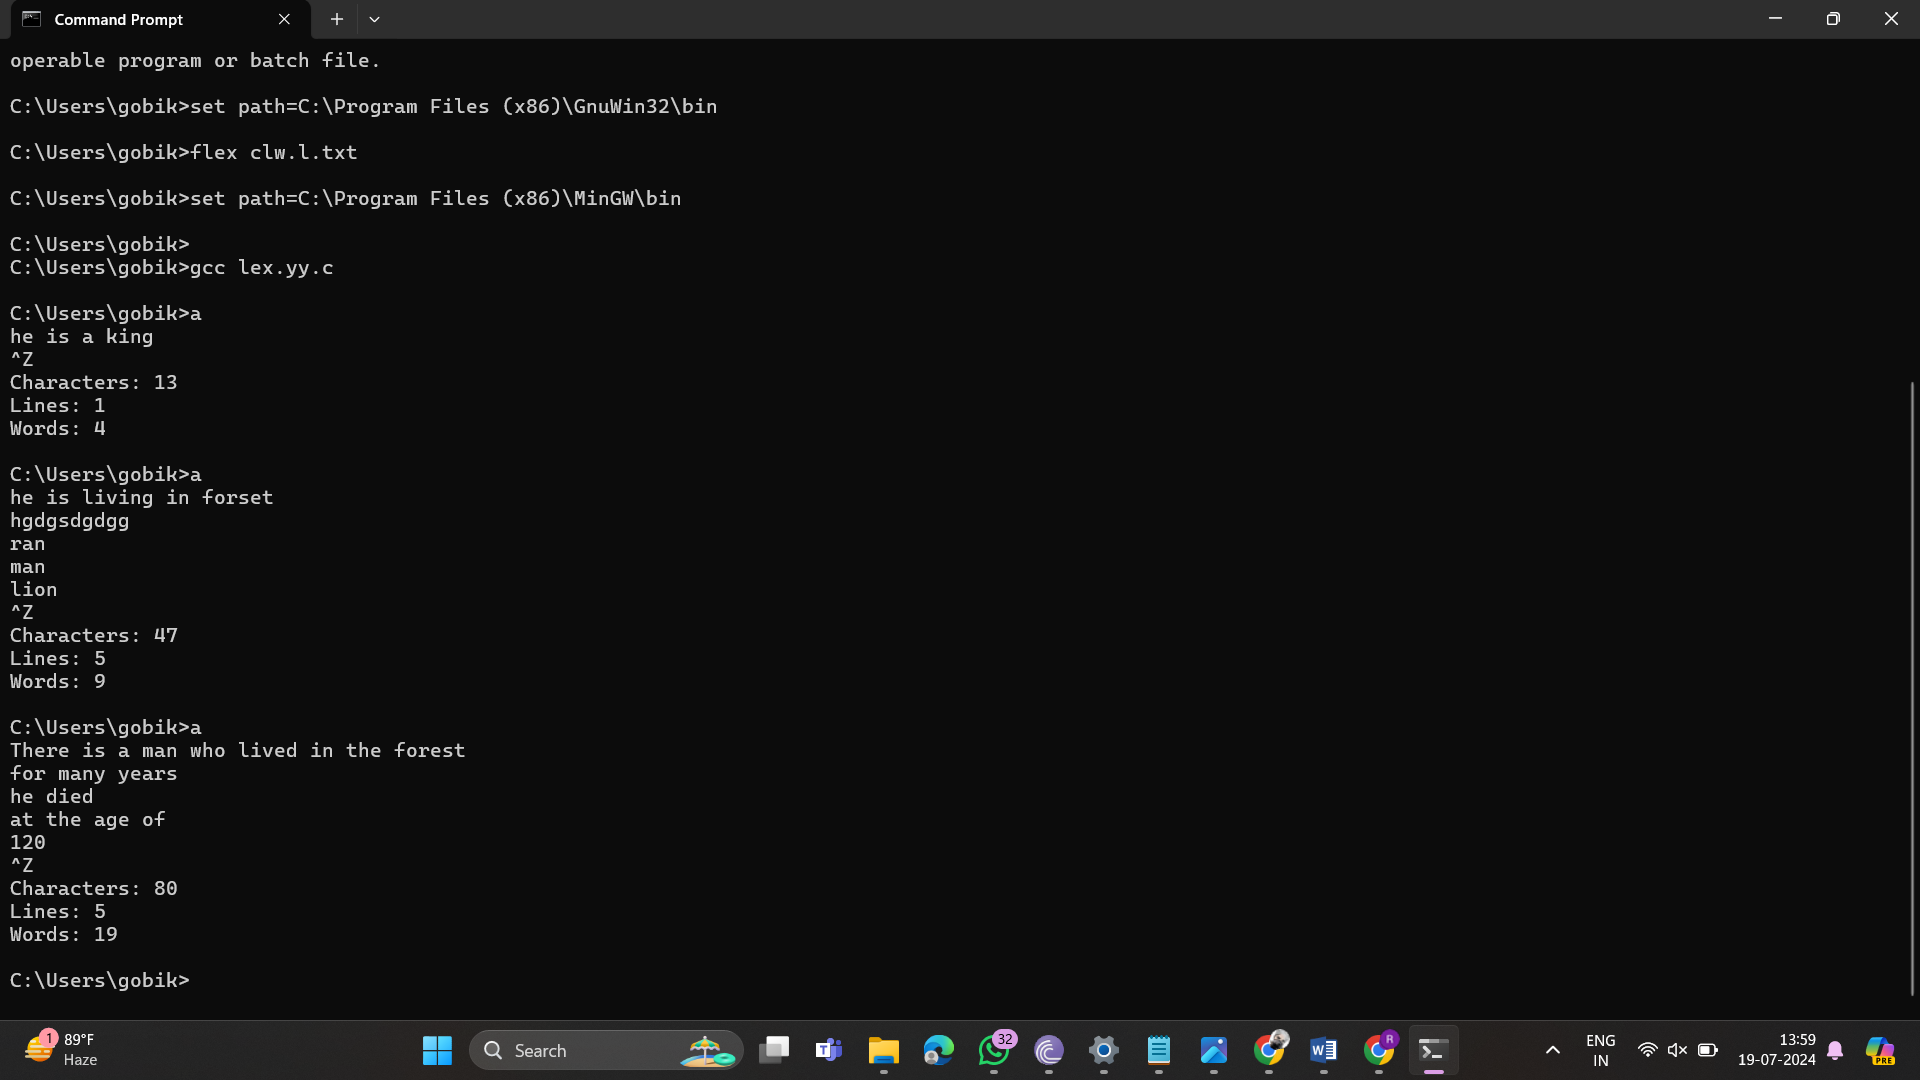 Command Prompt
operable program or batch file.
C:\Users\gobik>set path=C:\Program Files (x86)\GnuWin32\bin
C:\Users\gobik>flex clw.l.txt
C:\Users\gobik>set path=C:\Program Files (x86)\MinGW\bin
C:\Users\gobik>
C:\Users\gobik>gcc lex.yy.c
C:\Users\gobik>a
he is a king
^Z
Characters: 13
Lines: 1
Words: 4
C:\Users\gobik>a
he is living in forset
hgdgsdgdgg
ran
man
lion
^Z
Characters: 47
Lines: 5
Words: 9
C:\Users\gobik>a
There is a man who lived in the forest
for many years
he died
at the age of
120
^Z
Characters: 80
Lines: 5
Words: 19
C:\Users\gobik>
1
89°F
Haze
Search
32
R
ENG
IN
13:59
19-07-2024
PRE